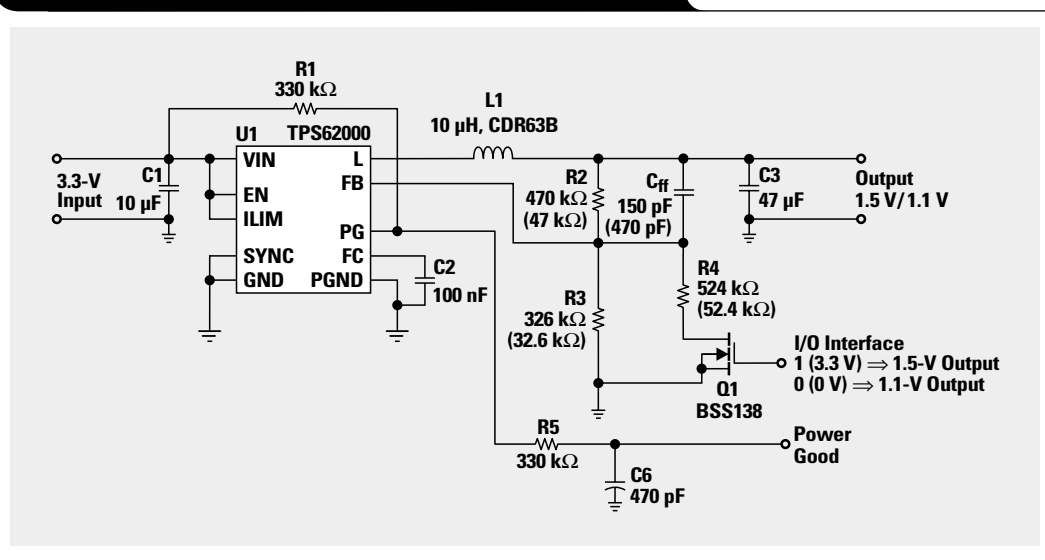 R1
330 kΩ
L1
10 µH, CDR63B
U1 TPS62000
VIN
EN
ILIM
SYNC
GND
L
FB
PG
FC
PGND
3.3-V
Input
C1
10 µF
C2
100 nF
R2
470 kΩ
(47 kΩ)
Cff
150 pF
(470 pF)
C3
47 µF
Output
1.5 V/1.1 V
R3
326 kΩ
(32.6 kΩ)
R4
524 kΩ
(52.4 kΩ)
I/O Interface
1 (3.3 V) ⇒ 1.5-V Output
0 (0 V) ⇒ 1.1-V Output
Q1
BSS138
R5
330 kΩ
Power
Good
C6
470 pF